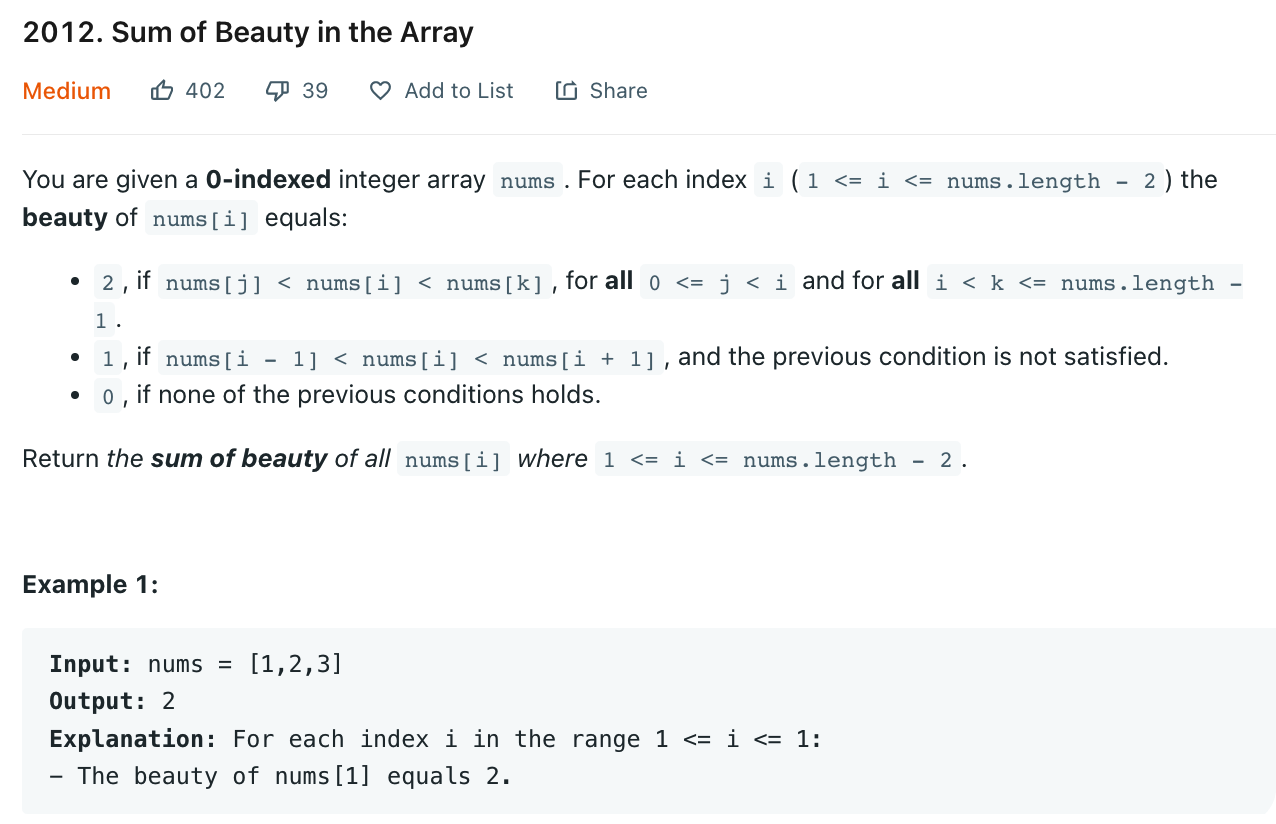 2012. Sum of Beauty in the Array
Medium 402 39 Add to List Share
You are given a 0-indexed integer array nums . For each index i ( 1 <= i <= nums.length - 2 ) the
beauty of nums[i] equals:
• 2 , if nums[j] < nums[i] < nums[k] , for all 0 <= j < i and for all i < k <= nums.length -
1 .
• 1 , if nums[i - 1] < nums[i] < nums[i + 1] , and the previous condition is not satisfied.
• 0 , if none of the previous conditions holds.
Return the sum of beauty of all nums[i] where 1 <= i <= nums.length - 2 .
Example 1:
Input: nums = [1,2,3]
Output: 2
Explanation: For each index i in the range 1 <= i <= 1:
- The beauty of nums[1] equals 2.